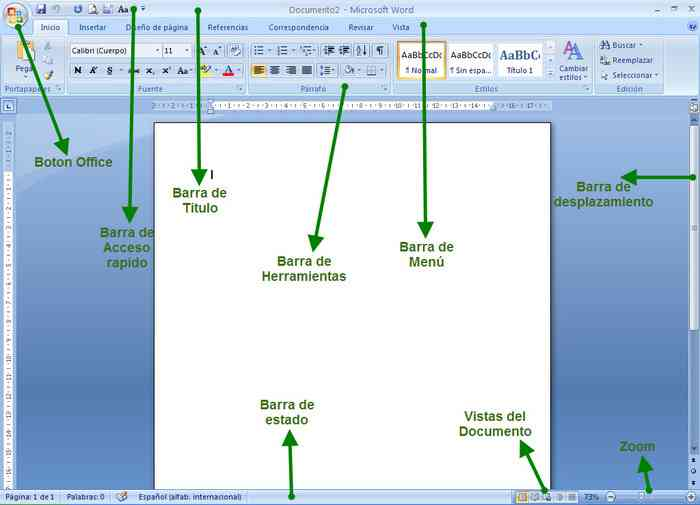 Documento2 - Microsoft Word
Inicio Insertar Diseño de página Referencias Correspondencia Revisar Vista
Pegar
Calibri (Cuerpo) 11
AaBbCcDc AaBbCcDc AaBbC
¶ Normal ¶ Sin espa... Título 1
Cambiar
estilos
Buscar
Reemplazar
Seleccionar
Portapapeles Fuente Párrafo Estilos Edición
Boton Office
Barra de
Titulo
Barra de
Acceso
rapido
Barra de
Herramientas
Barra de
Menú
Barra de
desplazamiento
Barra de
estado
Vistas del
Documento
Zoom
Página: 1 de 1 Palabras: 0 Español (alfab. internacional) 73%